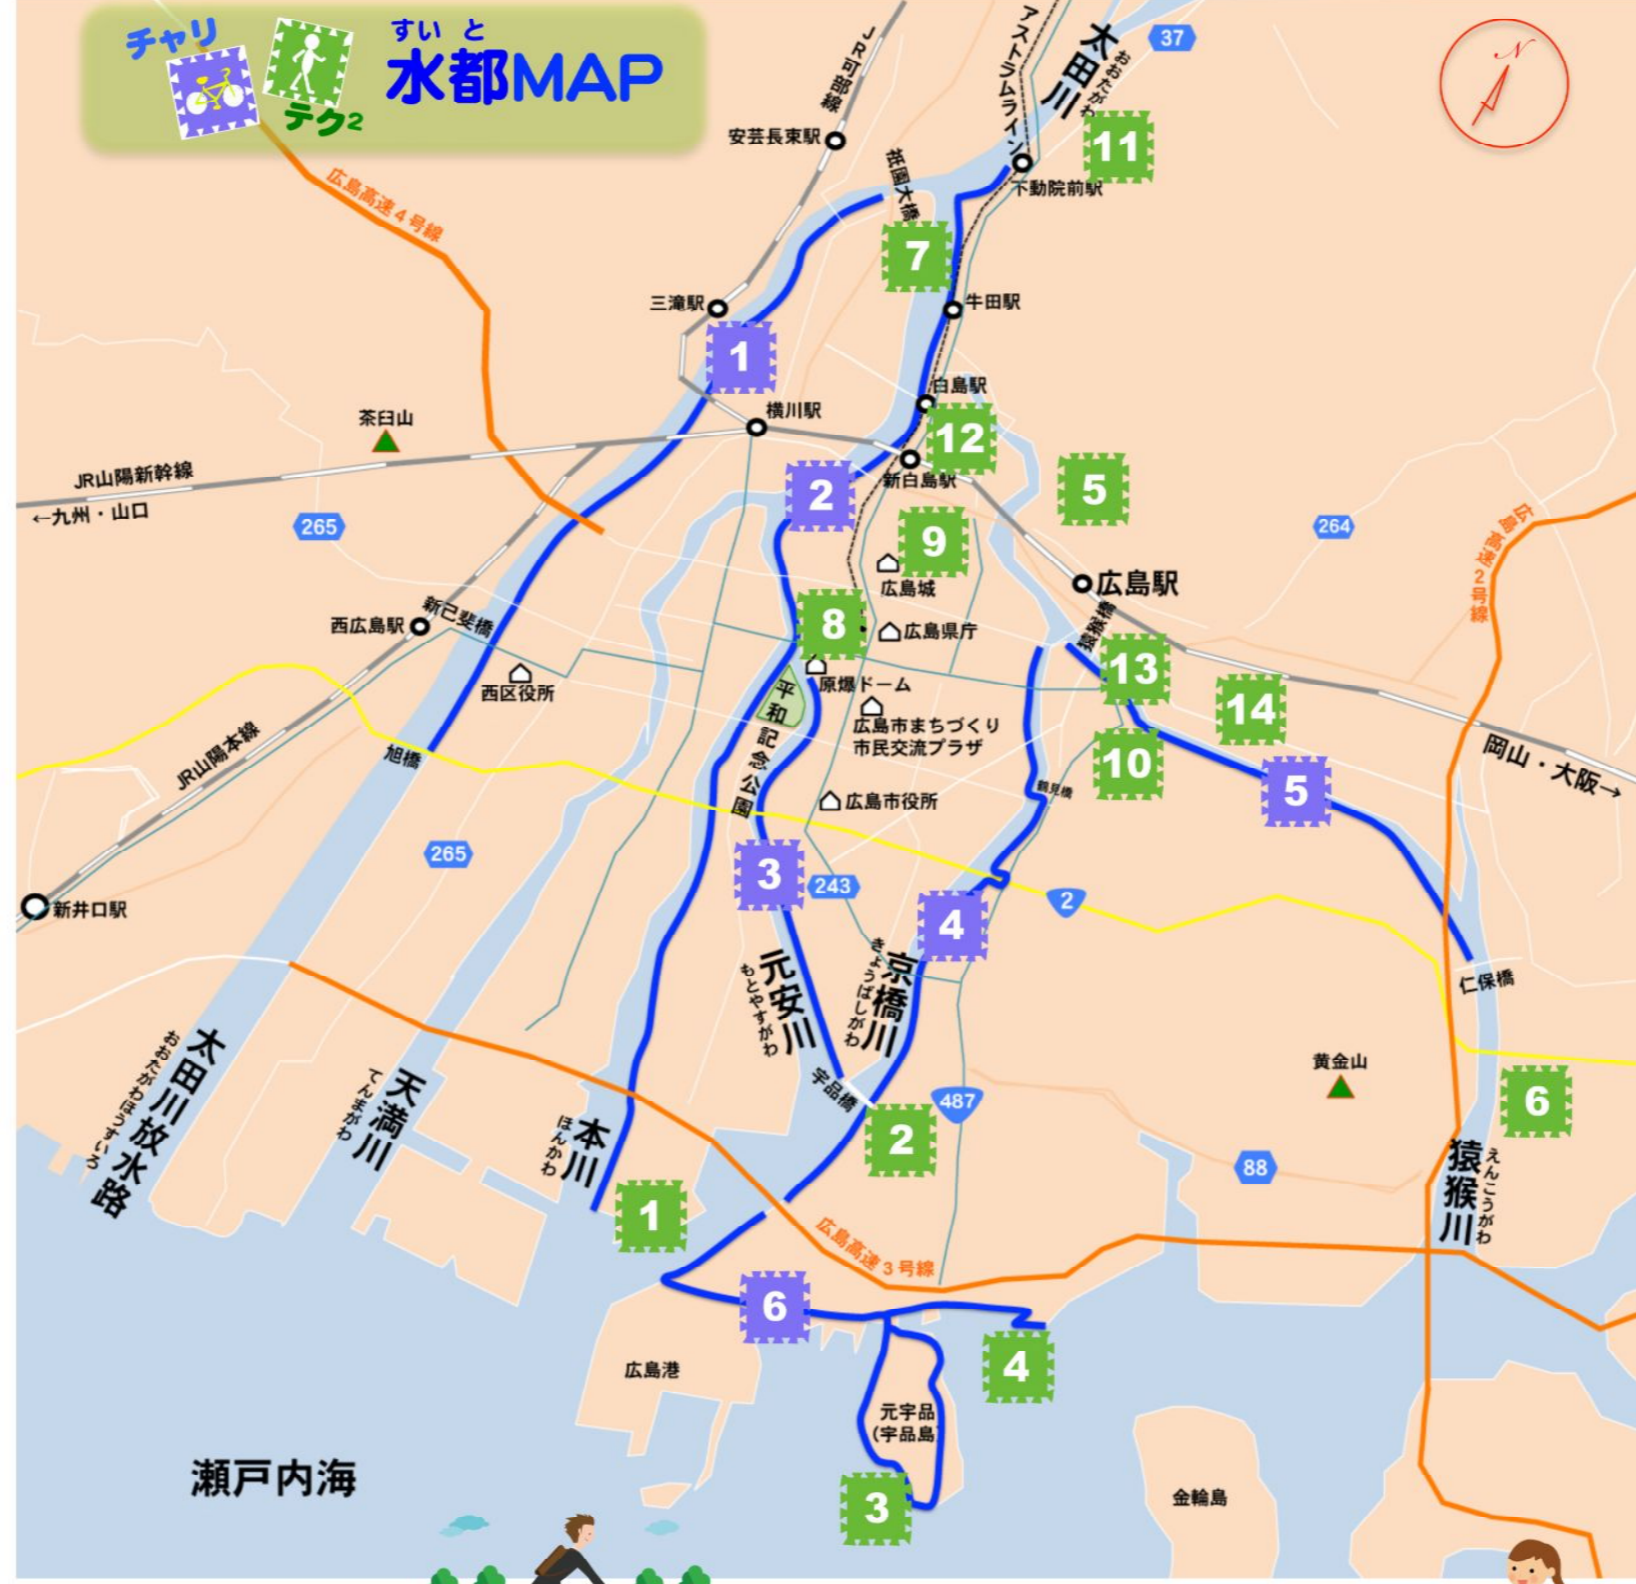 チャリ
テク2
すいと
水都MAP
JR可部線
アストラムライン
太田川
おおたがわ
37
N
安芸長束駅
祇園大橋
不動院前駅
11
広島高速4号線
7
三滝駅
牛田駅
1
白島駅
茶臼山
横川駅
12
JR山陽新幹線
←九州・山口
新白島駅
2
5
265
264
9
広島高速2号線
広島城
広島駅
西広島駅
新己斐橋
8
広島県庁
猿猴橋
13
西区役所
原爆ドーム
平和記念公園
14
広島市まちづくり
市民交流プラザ
JR山陽本線
旭橋
10
岡山・大阪→
鶴見橋
5
広島市役所
265
3
243
4
2
新井口駅
元安川
もとやすがわ
京橋川
きょうばしがわ
仁保橋
太田川放水路
おおたがわほうすいろ
天満川
てんまがわ
宇品橋
487
黄金山
6
本川
ほんかわ
2
88
猿猴川
えんこうがわ
1
広島高速3号線
6
広島港
4
元宇品
(宇品島)
瀬戸内海
3
金輪島